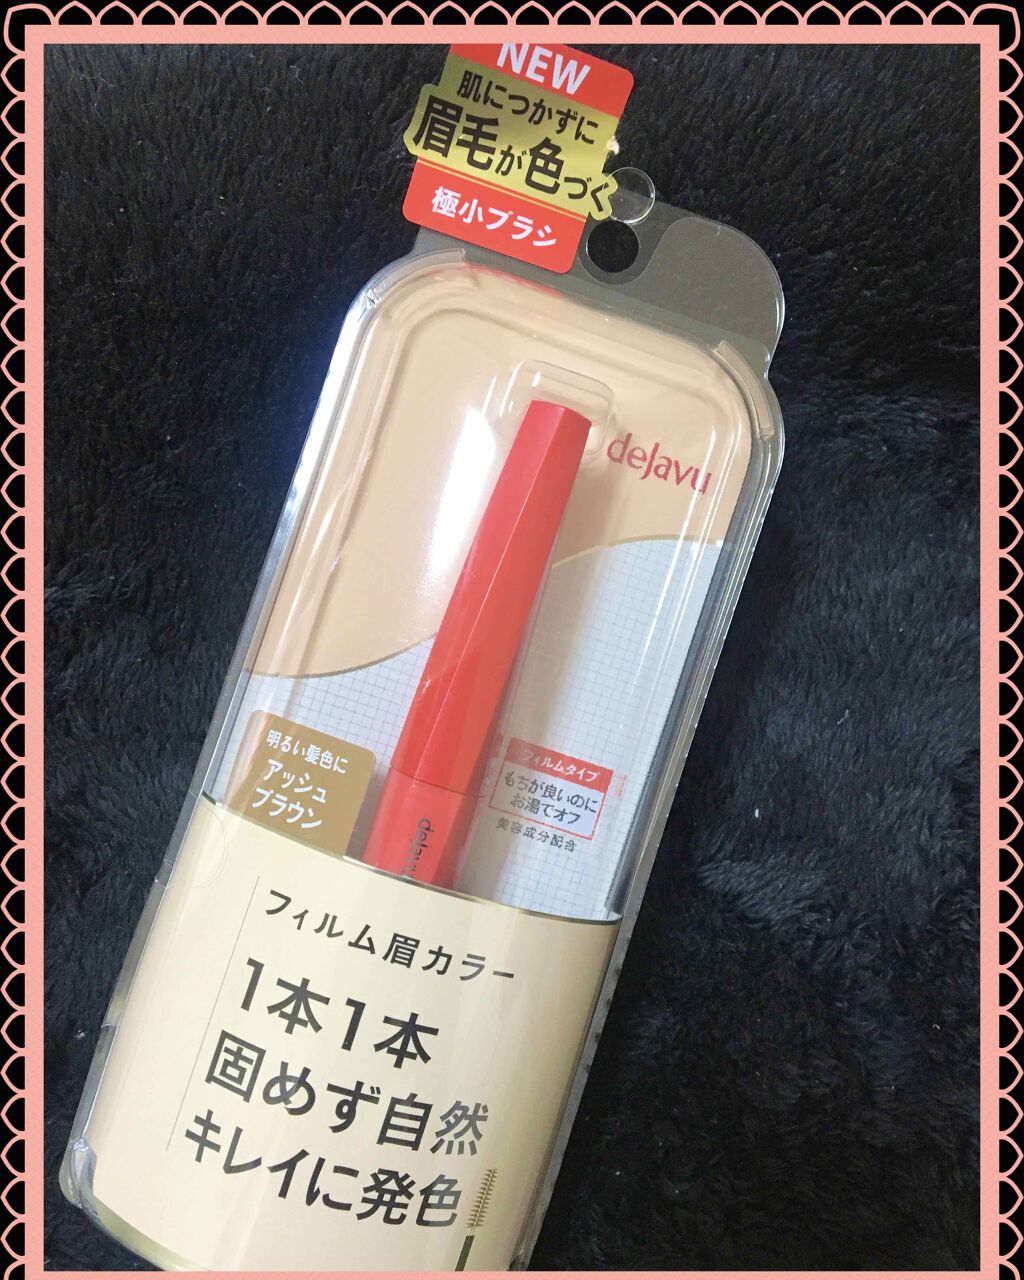 NEW
肌につかずに
眉毛が色づく
極小ブラシ
dejavu
明るい髪色に
アッシュ
ブラウン
フィルムタイプ
もちが良いのに
お湯でオフ
美容成分配合
dejavu
フィルム眉カラー
1本1本
固めず自然
キレイに発色